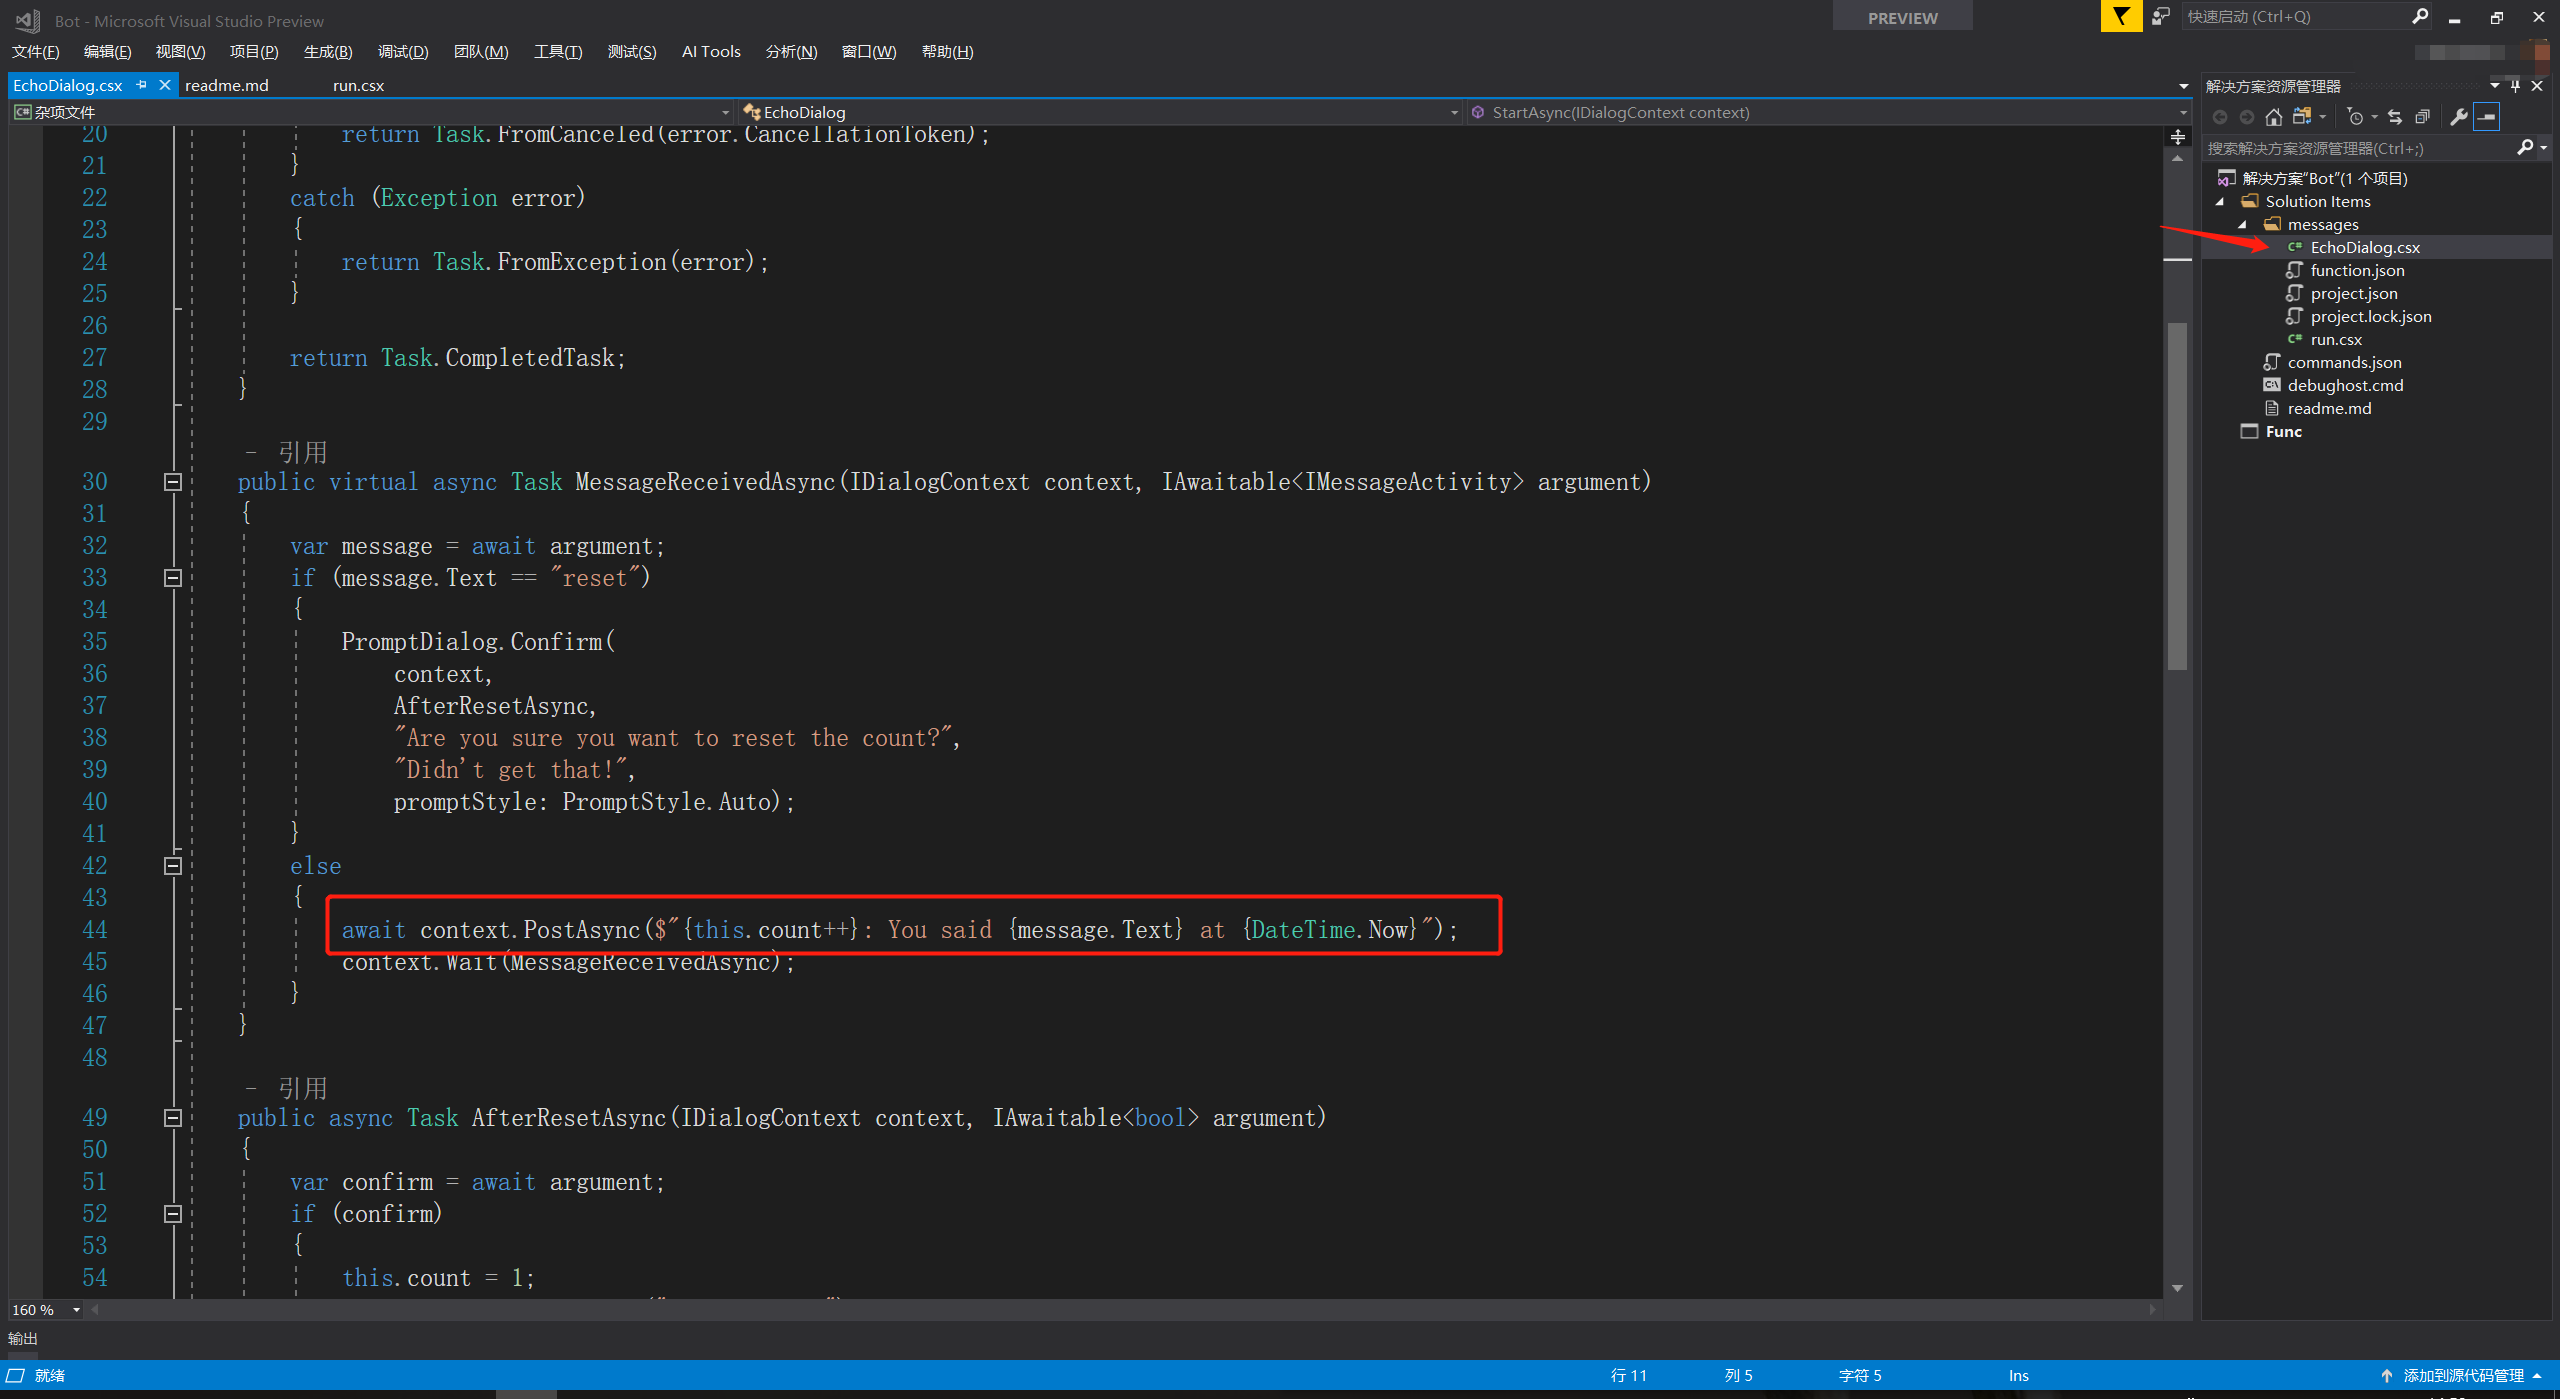 Bot - Microsoft Visual Studio Preview
PREVIEW
快速启动 (Ctrl+Q)
文件(F) 编辑(E) 视图(V) 项目(P) 生成(B) 调试(D) 团队(M) 工具(T) 测试(S) AI Tools 分析(N) 窗口(W) 帮助(H)
EchoDialog.csx readme.md run.csx
杂项文件 EchoDialog StartAsync(IDialogContext context)
20 return Task.FromCanceled(error.CancellationToken);
21 }
22 catch (Exception error)
23 {
24 return Task.FromException(error);
25 }
26
27 return Task.CompletedTask;
28 }
29
- 引用
30 public virtual async Task MessageReceivedAsync(IDialogContext context, IAwaitable<IMessageActivity> argument)
31 {
32 var message = await argument;
33 if (message.Text == "reset")
34 {
35 PromptDialog.Confirm(
36 context,
37 AfterResetAsync,
38 "Are you sure you want to reset the count?",
39 "Didn't get that!",
40 promptStyle: PromptStyle.Auto);
41 }
42 else
43 {
44 await context.PostAsync($"{this.count++}: You said {message.Text} at {DateTime.Now}");
45 context.Wait(MessageReceivedAsync);
46 }
47 }
48
- 引用
49 public async Task AfterResetAsync(IDialogContext context, IAwaitable<bool> argument)
50 {
51 var confirm = await argument;
52 if (confirm)
53 {
54 this.count = 1;
160 %
输出
就绪 行 11 列 5 字符 5 Ins 添加到源代码管理
解决方案资源管理器
搜索解决方案资源管理器(Ctrl+;)
解决方案"Bot"(1 个项目)
Solution Items
messages
EchoDialog.csx
function.json
project.json
project.lock.json
run.csx
commands.json
debughost.cmd
readme.md
Func